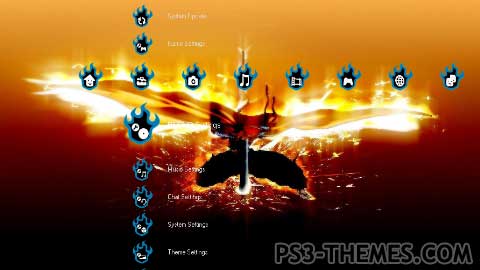 System Update
Game Settings
Music Settings
Chat Settings
System Settings
Theme Settings
PS3-THEMES.COM